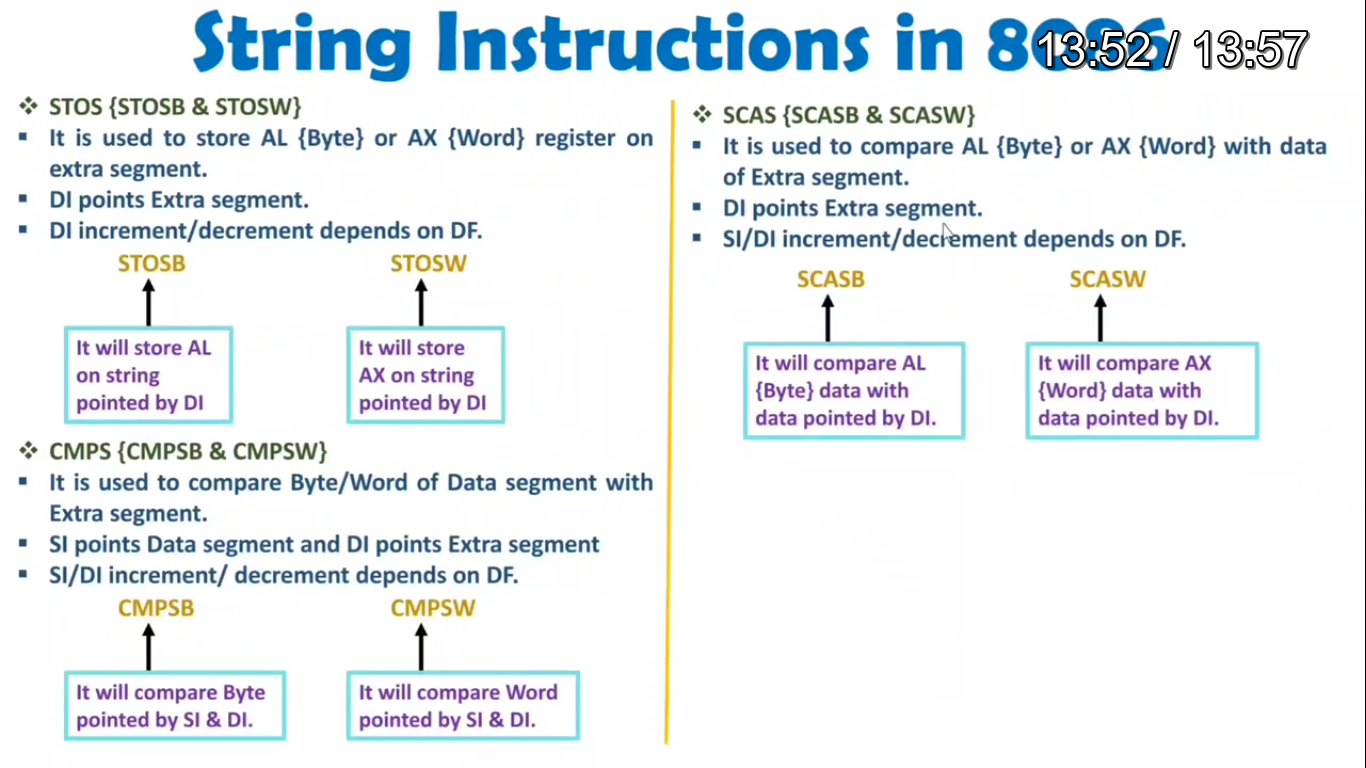 String Instructions in 8086
13:52 / 13:57
❖ STOS {STOSB & STOSW}
▪ It is used to store AL {Byte} or AX {Word} register on
extra segment.
▪ DI points Extra segment.
▪ DI increment/decrement depends on DF.
STOSB
STOSW
It will store AL
on string
pointed by DI
It will store
AX on string
pointed by DI
❖ CMPS {CMPSB & CMPSW}
▪ It is used to compare Byte/Word of Data segment with
Extra segment.
▪ SI points Data segment and DI points Extra segment
▪ SI/DI increment/ decrement depends on DF.
CMPSB
CMPSW
It will compare Byte
pointed by SI & DI.
It will compare Word
pointed by SI & DI.
❖ SCAS {SCASB & SCASW}
▪ It is used to compare AL {Byte} or AX {Word} with data
of Extra segment.
▪ DI points Extra segment.
▪ SI/DI increment/decrement depends on DF.
SCASB
SCASW
It will compare AL
{Byte} data with
data pointed by DI.
It will compare AX
{Word} data with
data pointed by DI.